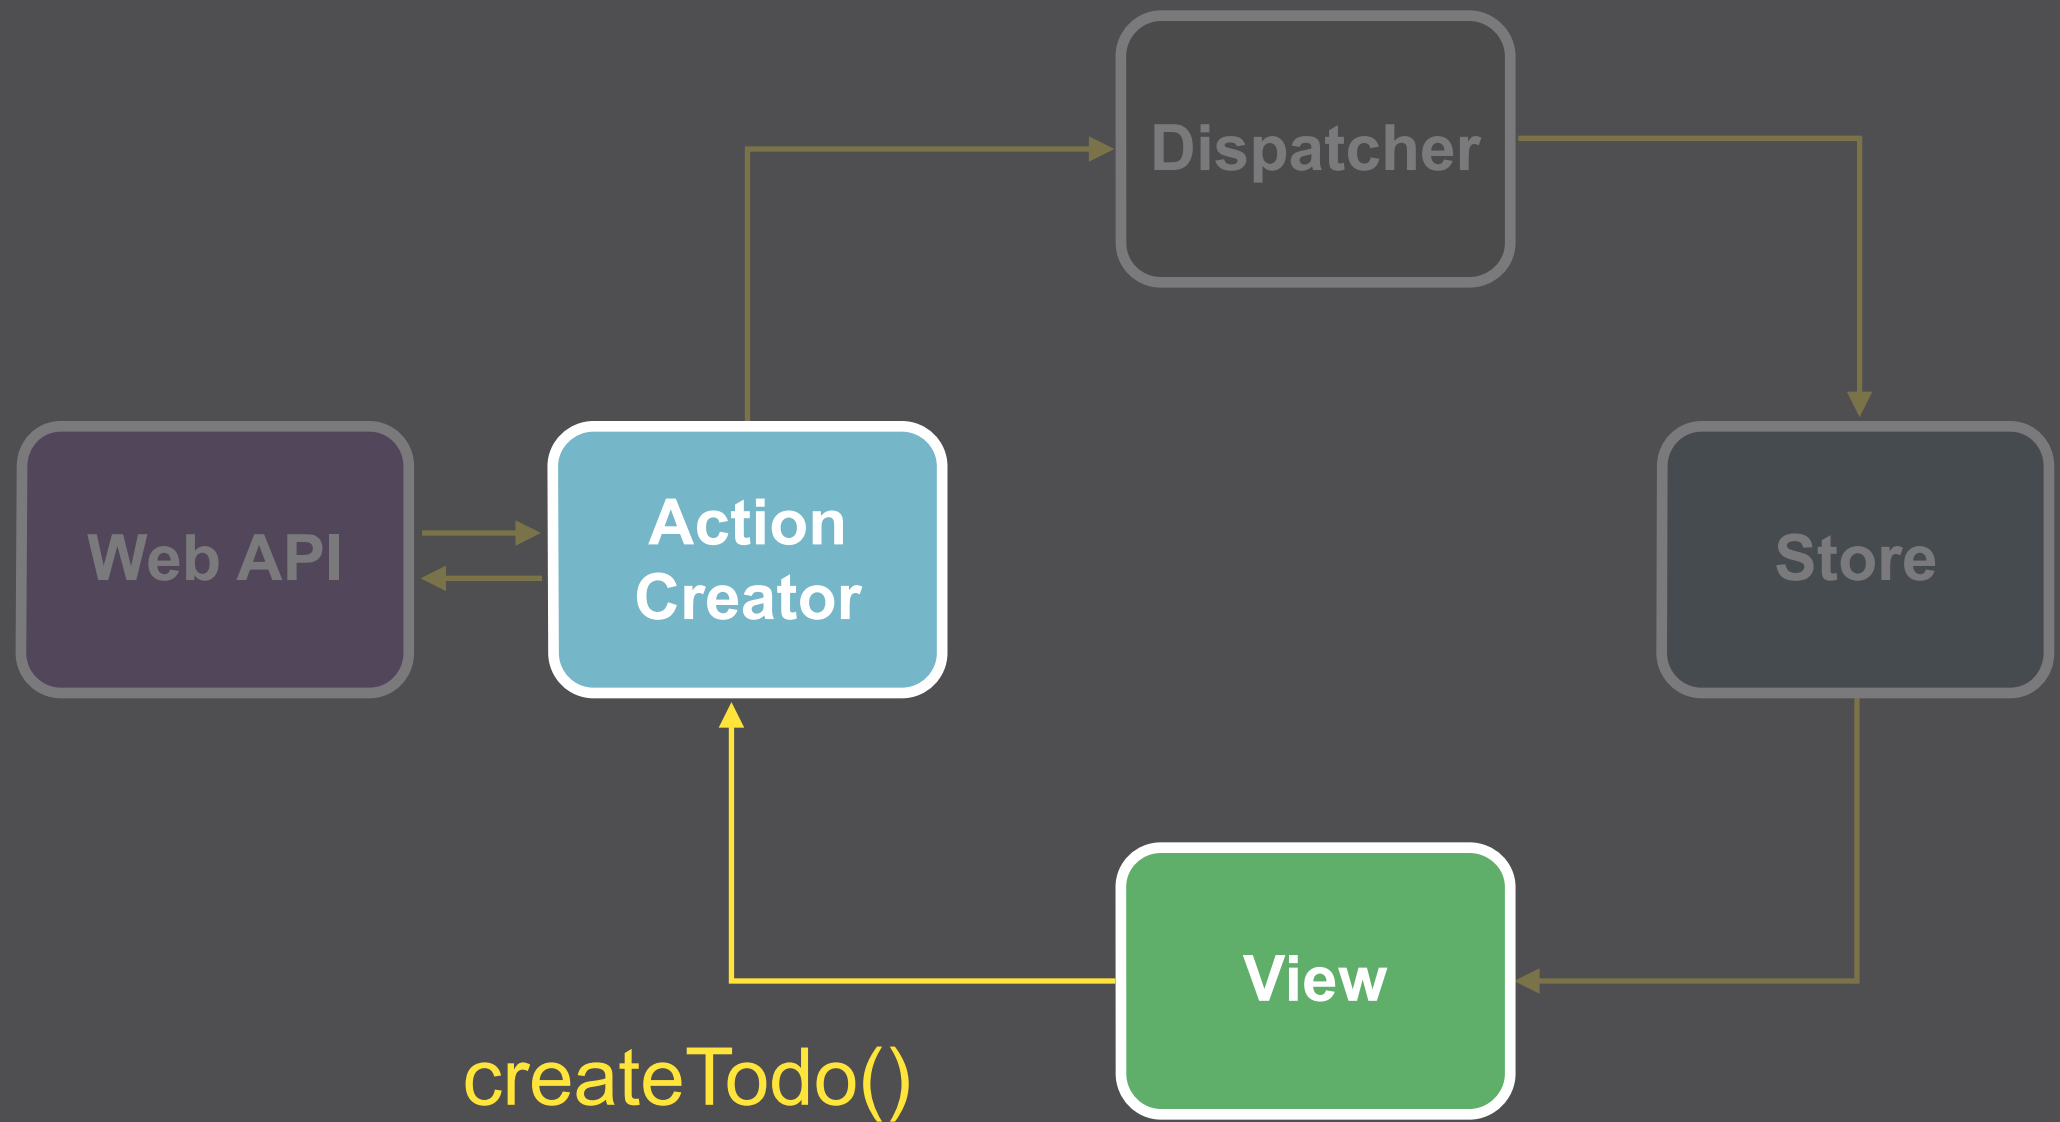 Dispatcher
Web API
Action
Creator
Store
View
createTodo()